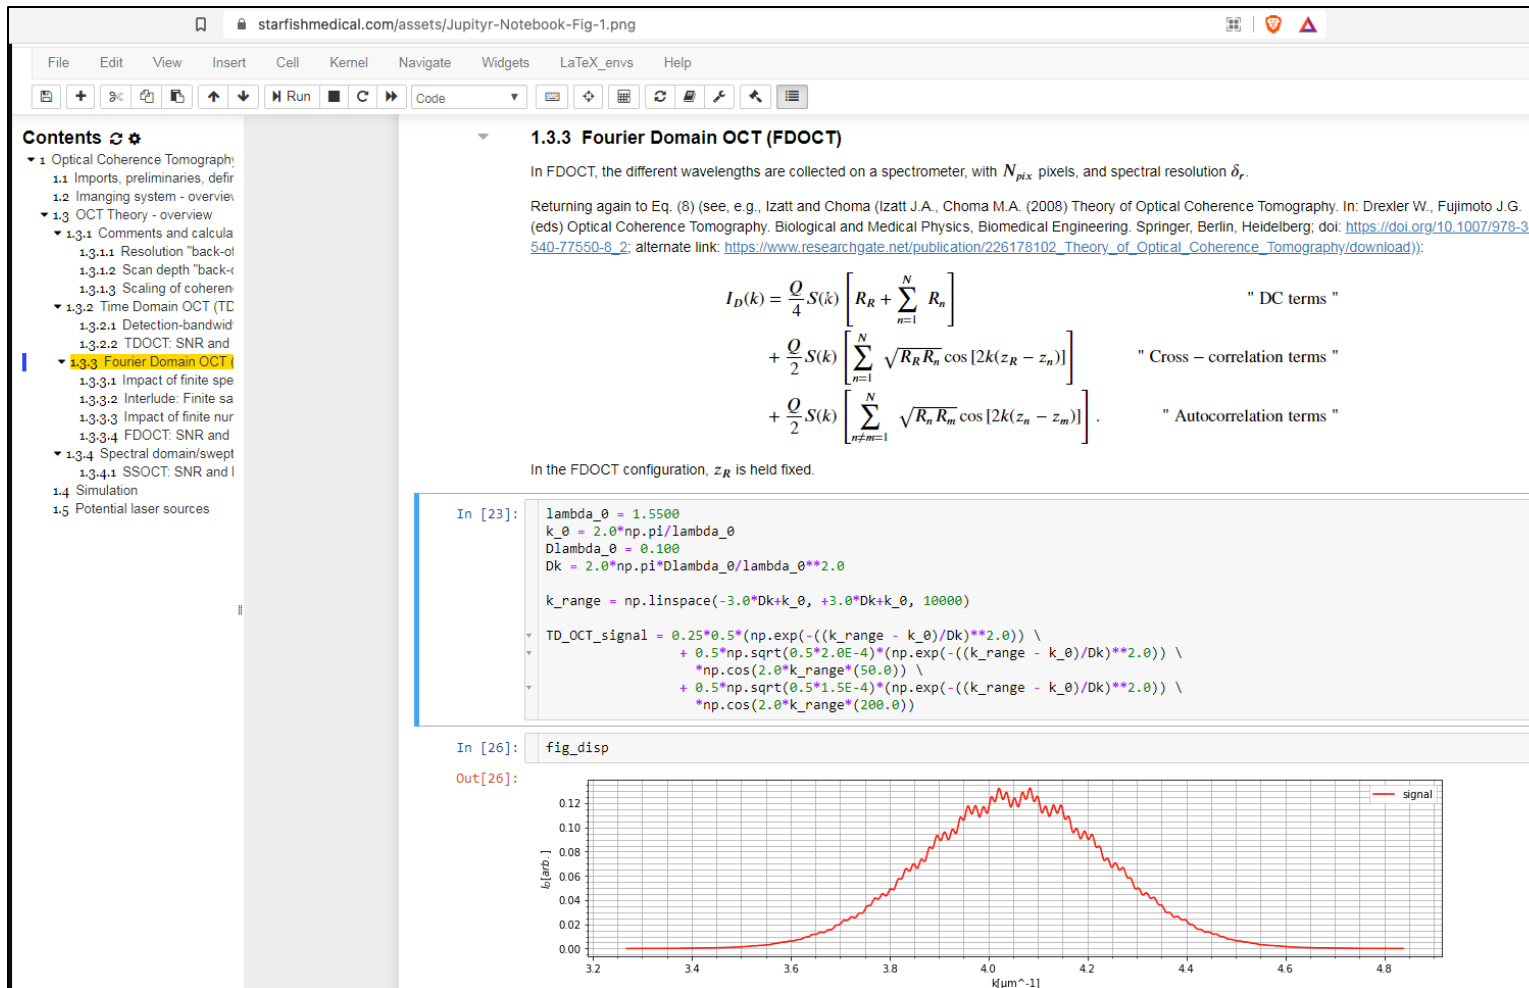 starfishmedical.com/assets/Jupityr-Notebook-Fig-1.png
File Edit View Insert Cell Kernel Navigate Widgets LaTeX_envs Help
Run Code
Contents
1 Optical Coherence Tomography
1.1 Imports, preliminaries, defir
1.2 Imanging system - overview
1.3 OCT Theory - overview
1.3.1 Comments and calcula
1.3.1.1 Resolution "back-of
1.3.1.2 Scan depth "back-o
1.3.1.3 Scaling of coheren
1.3.2 Time Domain OCT (TD
1.3.2.1 Detection-bandwidt
1.3.2.2 TDOCT: SNR and
1.3.3 Fourier Domain OCT (
1.3.3.1 Impact of finite spe
1.3.3.2 Interlude: Finite sa
1.3.3.3 Impact of finite nur
1.3.3.4 FDOCT: SNR and
1.3.4 Spectral domain/swept
1.3.4.1 SSOCT: SNR and
1.4 Simulation
1.5 Potential laser sources
1.3.3 Fourier Domain OCT (FDOCT)
In FDOCT, the different wavelengths are collected on a spectrometer, with N_pix pixels, and spectral resolution δ_r.
Returning again to Eq. (8) (see, e.g., Izatt and Choma (Izatt J.A., Choma M.A. (2008) Theory of Optical Coherence Tomography. In: Drexler W., Fujimoto J.G.
(eds) Optical Coherence Tomography. Biological and Medical Physics, Biomedical Engineering. Springer, Berlin, Heidelberg; doi: https://doi.org/10.1007/978-3
540-77550-8_2; alternate link: https://www.researchgate.net/publication/226178102_Theory_of_Optical_Coherence_Tomography/download)):
I_D(k) = Q/4 S(k) [R_R + ∑_{n=1}^{N} R_n] " DC terms "
+ Q/2 S(k) [∑_{n=1}^{N} √(R_R R_n) cos [2k(z_R − z_n)]] " Cross − correlation terms "
+ Q/2 S(k) [∑_{n≠m=1}^{N} √(R_n R_m) cos [2k(z_n − z_m)]] . " Autocorrelation terms "
In the FDOCT configuration, z_R is held fixed.
In [23]:
lambda_0 = 1.5500
k_0 = 2.0*np.pi/lambda_0
Dlambda_0 = 0.100
Dk = 2.0*np.pi*Dlambda_0/lambda_0**2.0
k_range = np.linspace(-3.0*Dk+k_0, +3.0*Dk+k_0, 10000)
TD_OCT_signal = 0.25*0.5*(np.exp(-((k_range - k_0)/Dk)**2.0)) \
+ 0.5*np.sqrt(0.5*2.0E-4)*(np.exp(-((k_range - k_0)/Dk)**2.0)) \
*np.cos(2.0*k_range*(50.0)) \
+ 0.5*np.sqrt(0.5*1.5E-4)*(np.exp(-((k_range - k_0)/Dk)**2.0)) \
*np.cos(2.0*k_range*(200.0))
In [26]: fig_disp
Out[26]:
signal
0.12
0.10
0.08
0.06
0.04
0.02
0.00
I_D[arb.]
3.2 3.4 3.6 3.8 4.0 4.2 4.4 4.6 4.8
k[μm^-1]